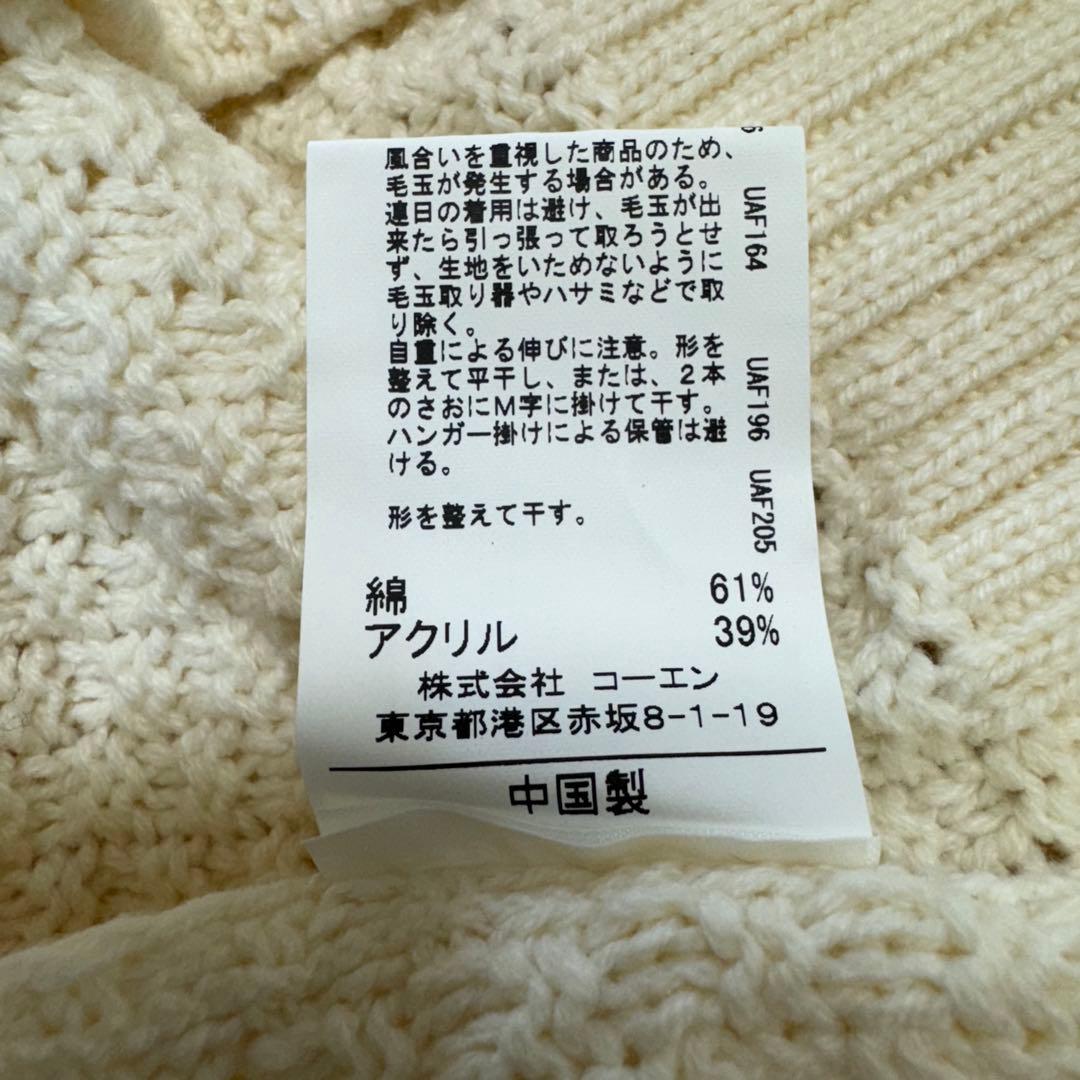 風合いを重視した商品のため、
毛玉が発生する場合がある。
連日の着用は避け、毛玉が出
来たら引っ張って取ろうとせ
ず、生地をいためないように
毛玉取り器やハサミなどで取
り除く。
自重による伸びに注意。形を
整えて平干し、または、2本
のさおにM字に掛けて干す。
ハンガー掛けによる保管は避
ける。
形を整えて干す。
UAF164
UAF196
UAF205
綿 61%
アクリル 39%
株式会社 コーエン
東京都港区赤坂8-1-19
中国製